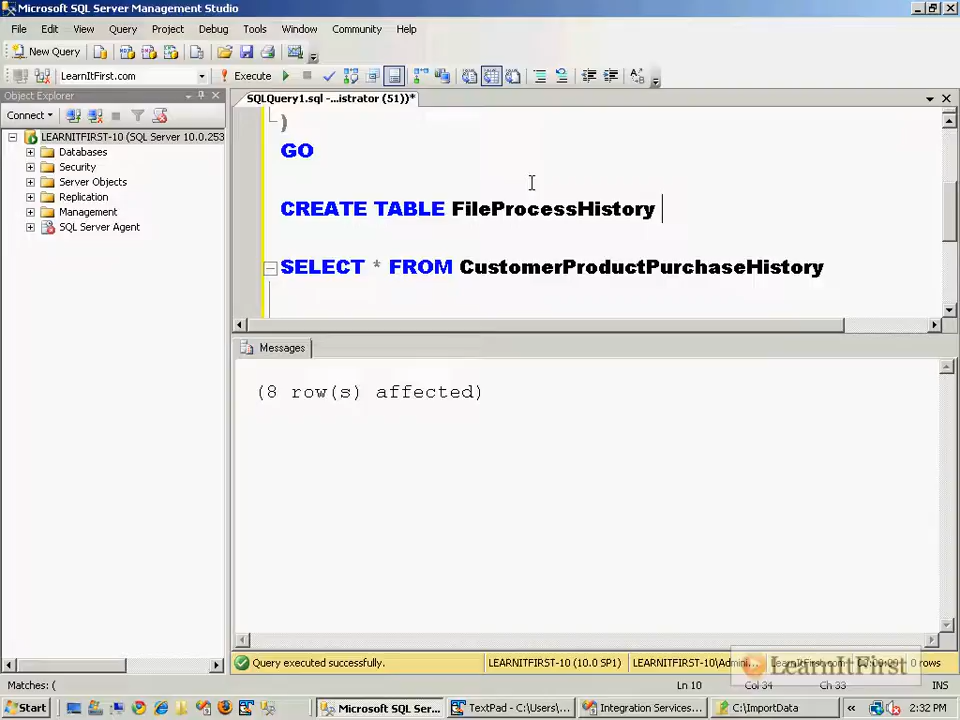 Microsoft SQL Server Management Studio
File Edit View Query Project Debug Tools Window Community Help
New Query
LearnItFirst.com Execute
Object Explorer
SQLQuery1.sql -...istrator (51))*
Connect
LEARNITFIRST-10 (SQL Server 10.0.253
Databases
Security
Server Objects
Replication
Management
SQL Server Agent
)
GO
CREATE TABLE FileProcessHistory
SELECT * FROM CustomerProductPurchaseHistory
Messages
(8 row(s) affected)
Query executed successfully. LEARNITFIRST-10 (10.0 SP1) LEARNITFIRST-10\Admini... LearnItFirst.com 0 rows
LearnItFirst
Matches: ( Ln 10 Col 34 Ch 33 INS
Start Microsoft SQL Ser... TextPad - C:\Users\... Integration Services... C:\ImportData « 2:32 PM